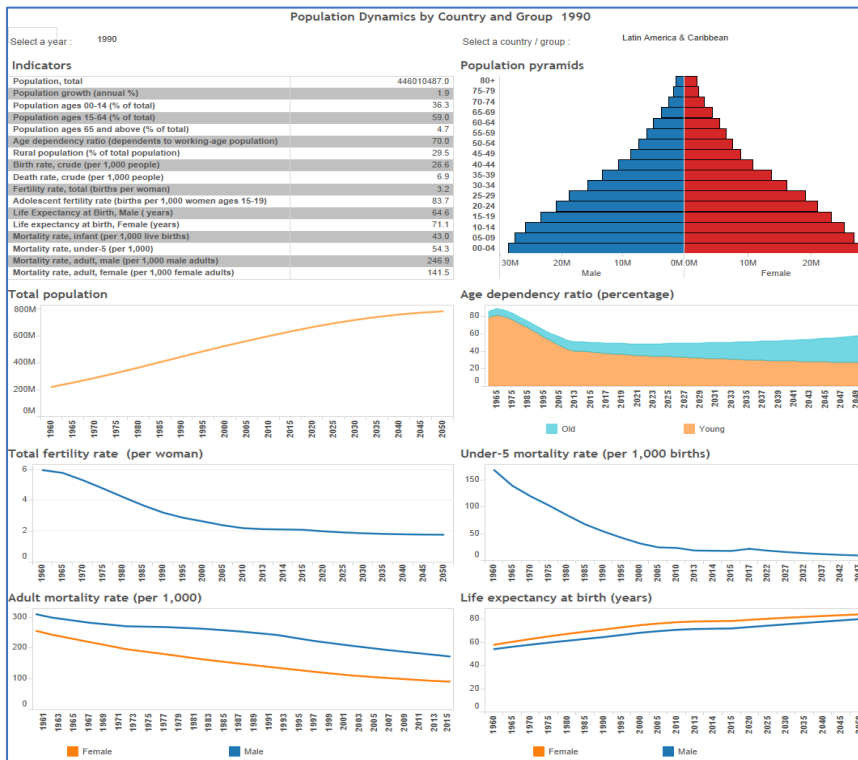 Population Dynamics by Country and Group 1990
Select a year : 1990
Select a country / group : Latin America & Caribbean
Indicators
Population, total 446010487.0
Population growth (annual %) 1.9
Population ages 00-14 (% of total) 36.3
Population ages 15-64 (% of total) 59.0
Population ages 65 and above (% of total) 4.7
Age dependency ratio (dependents to working-age population) 70.0
Rural population (% of total population) 29.5
Birth rate, crude (per 1,000 people) 26.6
Death rate, crude (per 1,000 people) 6.9
Fertility rate, total (births per woman) 3.2
Adolescent fertility rate (births per 1,000 women ages 15-19) 83.7
Life Expectancy at Birth, Male ( years) 64.6
Life expectancy at birth, Female (years) 71.1
Mortality rate, infant (per 1,000 live births) 43.0
Mortality rate, under-5 (per 1,000) 54.3
Mortality rate, adult, male (per 1,000 male adults) 246.9
Mortality rate, adult, female (per 1,000 female adults) 141.5
Population pyramids
80+
75-79
70-74
65-69
60-64
55-59
50-54
45-49
40-44
35-39
30-34
25-29
20-24
15-19
10-14
05-09
00-04
30M 20M 10M 0M 0M 10M 20M
Male Female
Total population
800M
600M
400M
200M
0M
1960 1965 1970 1975 1980 1985 1990 1995 2000 2005 2010 2015 2020 2025 2030 2035 2040 2045 2050
Age dependency ratio (percentage)
80
60
40
20
0
1965 1975 1985 1995 2005 2013 2015 2017 2019 2021 2023 2025 2027 2029 2031 2033 2035 2037 2039 2041 2043 2045 2047 2049
Old Young
Total fertility rate (per woman)
6
4
2
0
1960 1965 1970 1975 1980 1985 1990 1995 2000 2005 2010 2013 2014 2015 2020 2025 2030 2035 2040 2045 2050
Under-5 mortality rate (per 1,000 births)
150
100
50
0
1960 1965 1970 1975 1980 1985 1990 1995 2000 2005 2010 2013 2014 2015 2017 2022 2027 2032 2037 2042 2047
Adult mortality rate (per 1,000)
300
200
100
0
1961 1963 1965 1967 1969 1971 1973 1975 1977 1979 1981 1983 1985 1987 1989 1991 1993 1995 1997 1999 2001 2003 2005 2007 2009 2011 2013 2015
Female Male
Life expectancy at birth (years)
80
60
40
20
0
1960 1965 1970 1975 1980 1985 1990 1995 2000 2005 2010 2013 2014 2015 2020 2025 2030 2035 2040 2045 2050
Female Male